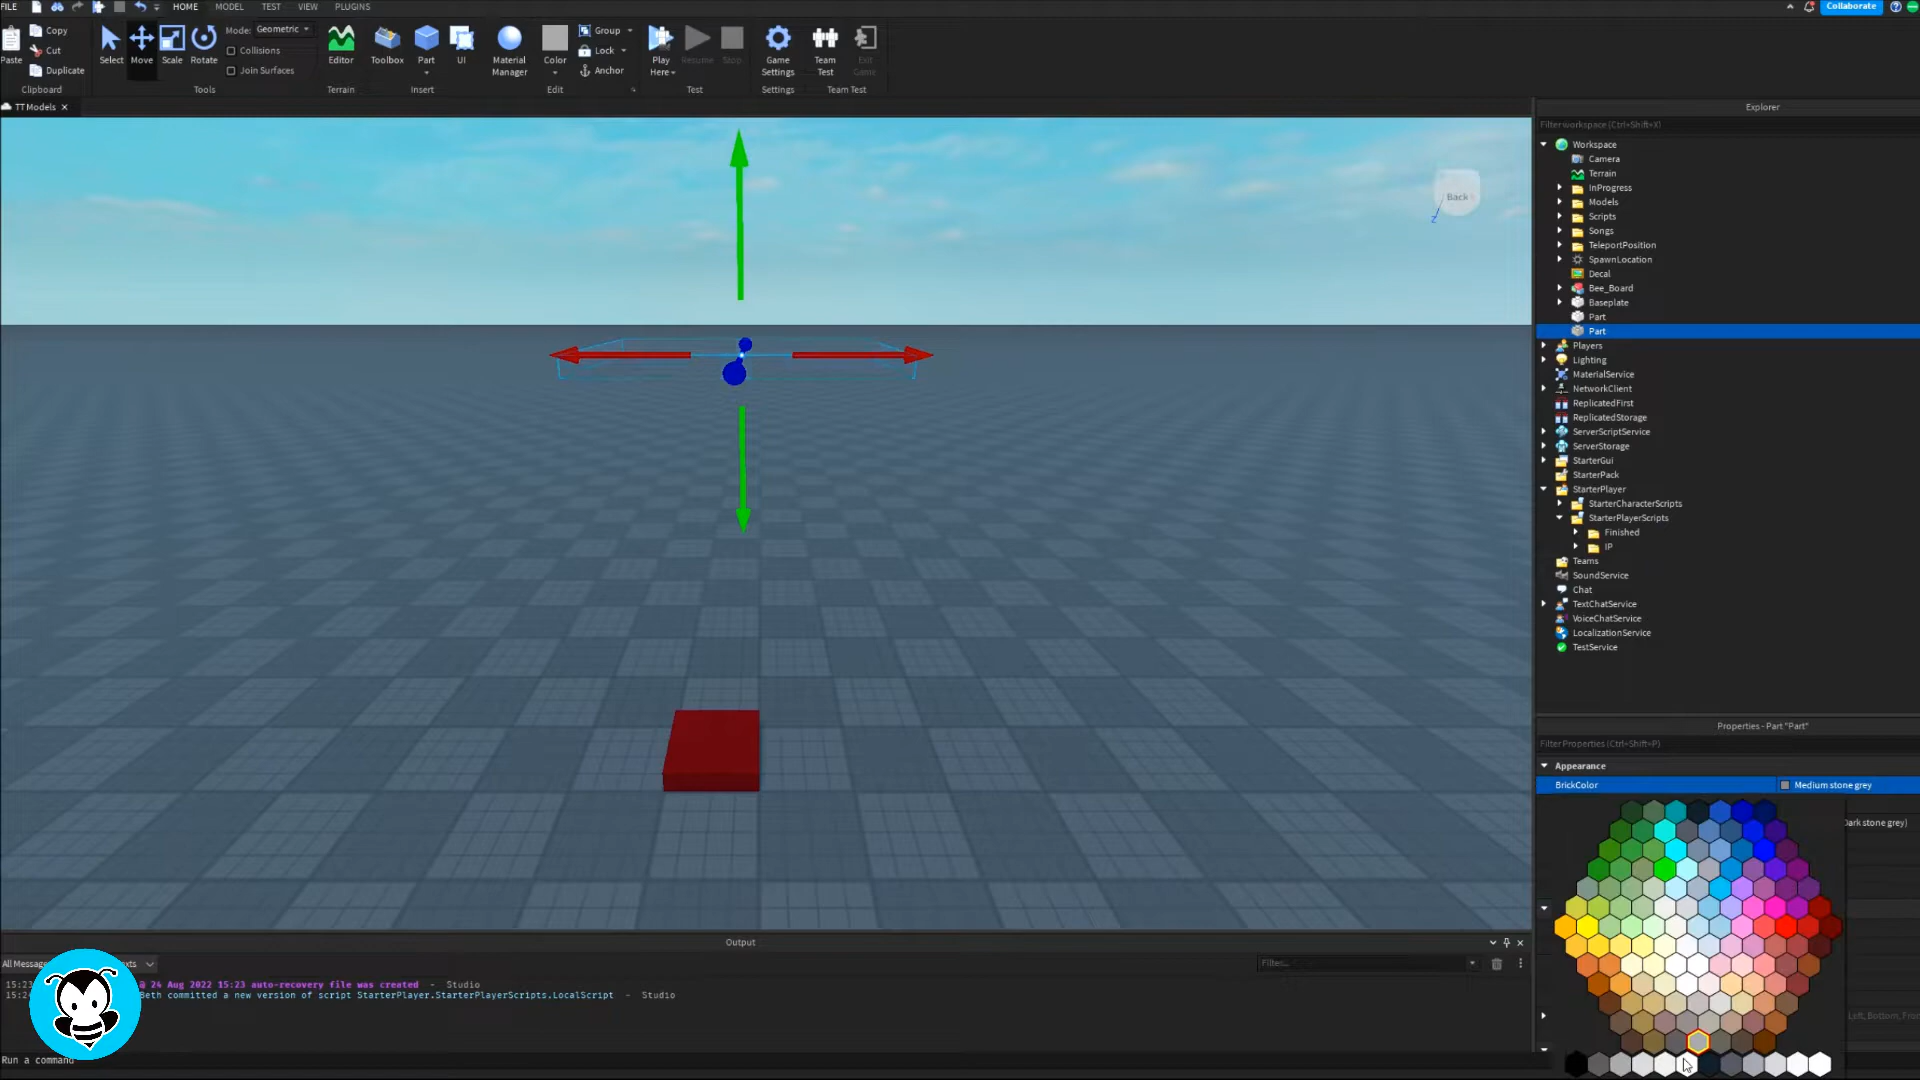 FILE HOME MODEL TEST VIEW PLUGINS Collaborate
Copy
Cut
Paste
Duplicate
Clipboard
Select Move Scale Rotate
Mode: Geometric
Collisions
Join Surfaces
Tools
Editor
Terrain
Toolbox Part UI
Insert
Material Manager
Color
Group
Lock
Anchor
Edit
Play Here Resume Stop
Test
Game Settings
Settings
Team Test
Exit Game
Team Test
TT Models
Back
Z
Explorer
Filter workspace (Ctrl+Shift+X)
Workspace
Camera
Terrain
InProgress
Models
Scripts
Songs
TeleportPosition
SpawnLocation
Decal
Bee_Board
Baseplate
Part
Part
Players
Lighting
MaterialService
NetworkClient
ReplicatedFirst
ReplicatedStorage
ServerScriptService
ServerStorage
StarterGui
StarterPack
StarterPlayer
StarterCharacterScripts
StarterPlayerScripts
Finished
IP
Teams
SoundService
Chat
TextChatService
VoiceChatService
LocalizationService
TestService
Properties - Part "Part"
Filter Properties (Ctrl+Shift+P)
Appearance
BrickColor Medium stone grey
Dark stone grey)
Left, Bottom, Fron
Output
All Messag
Filter...
@ 24 Aug 2022 15:23 auto-recovery file was created - Studio
Beth committed a new version of script StarterPlayer.StarterPlayerScripts.LocalScript - Studio
Run a command